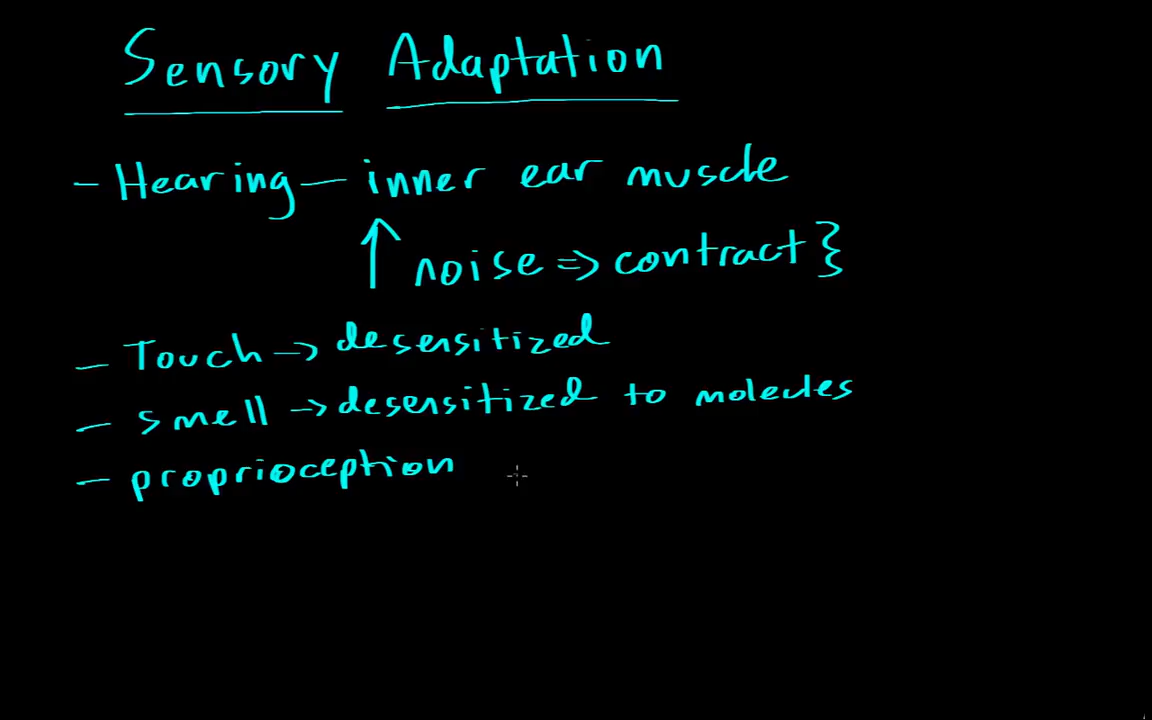 Sensory Adaptation
- Hearing - inner ear muscle
↑ noise => contract }
- Touch -> desensitized
- smell -> desensitized to molecules
- proprioception